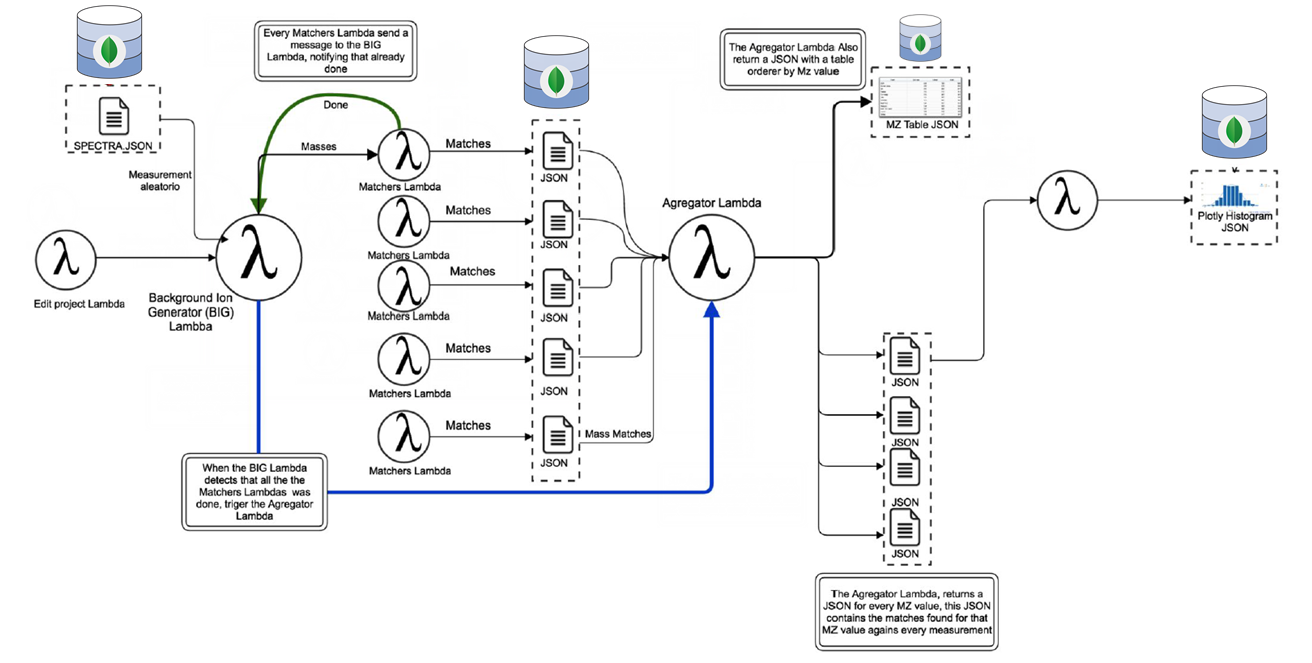 Every Matchers Lambda send a
message to the BIG
Lambda, notifying that already
done
The Agregator Lambda Also
return a JSON with a table
orderer by Mz value
MZ Table JSON
SPECTRA.JSON
Measurement
aleatorio
Done
Masses
λ
Matchers Lambda
Matches
JSON
λ
Matchers Lambda
Matches
JSON
λ
Matchers Lambda
Matches
JSON
λ
Matchers Lambda
Matches
JSON
λ
Matchers Lambda
Matches
JSON
Mass Matches
λ
Edit project Lambda
λ
Background Ion
Generator (BIG)
Lambba
Agregator Lambda
λ
λ
Plotly Histogram
JSON
JSON
JSON
JSON
JSON
When the BIG Lambda
detects that all the the
Matchers Lambdas was
done, triger the Agregator
Lambda
The Agregator Lambda, returns a
JSON for every MZ value, this JSON
contains the matches found for that
MZ value agains every measurement